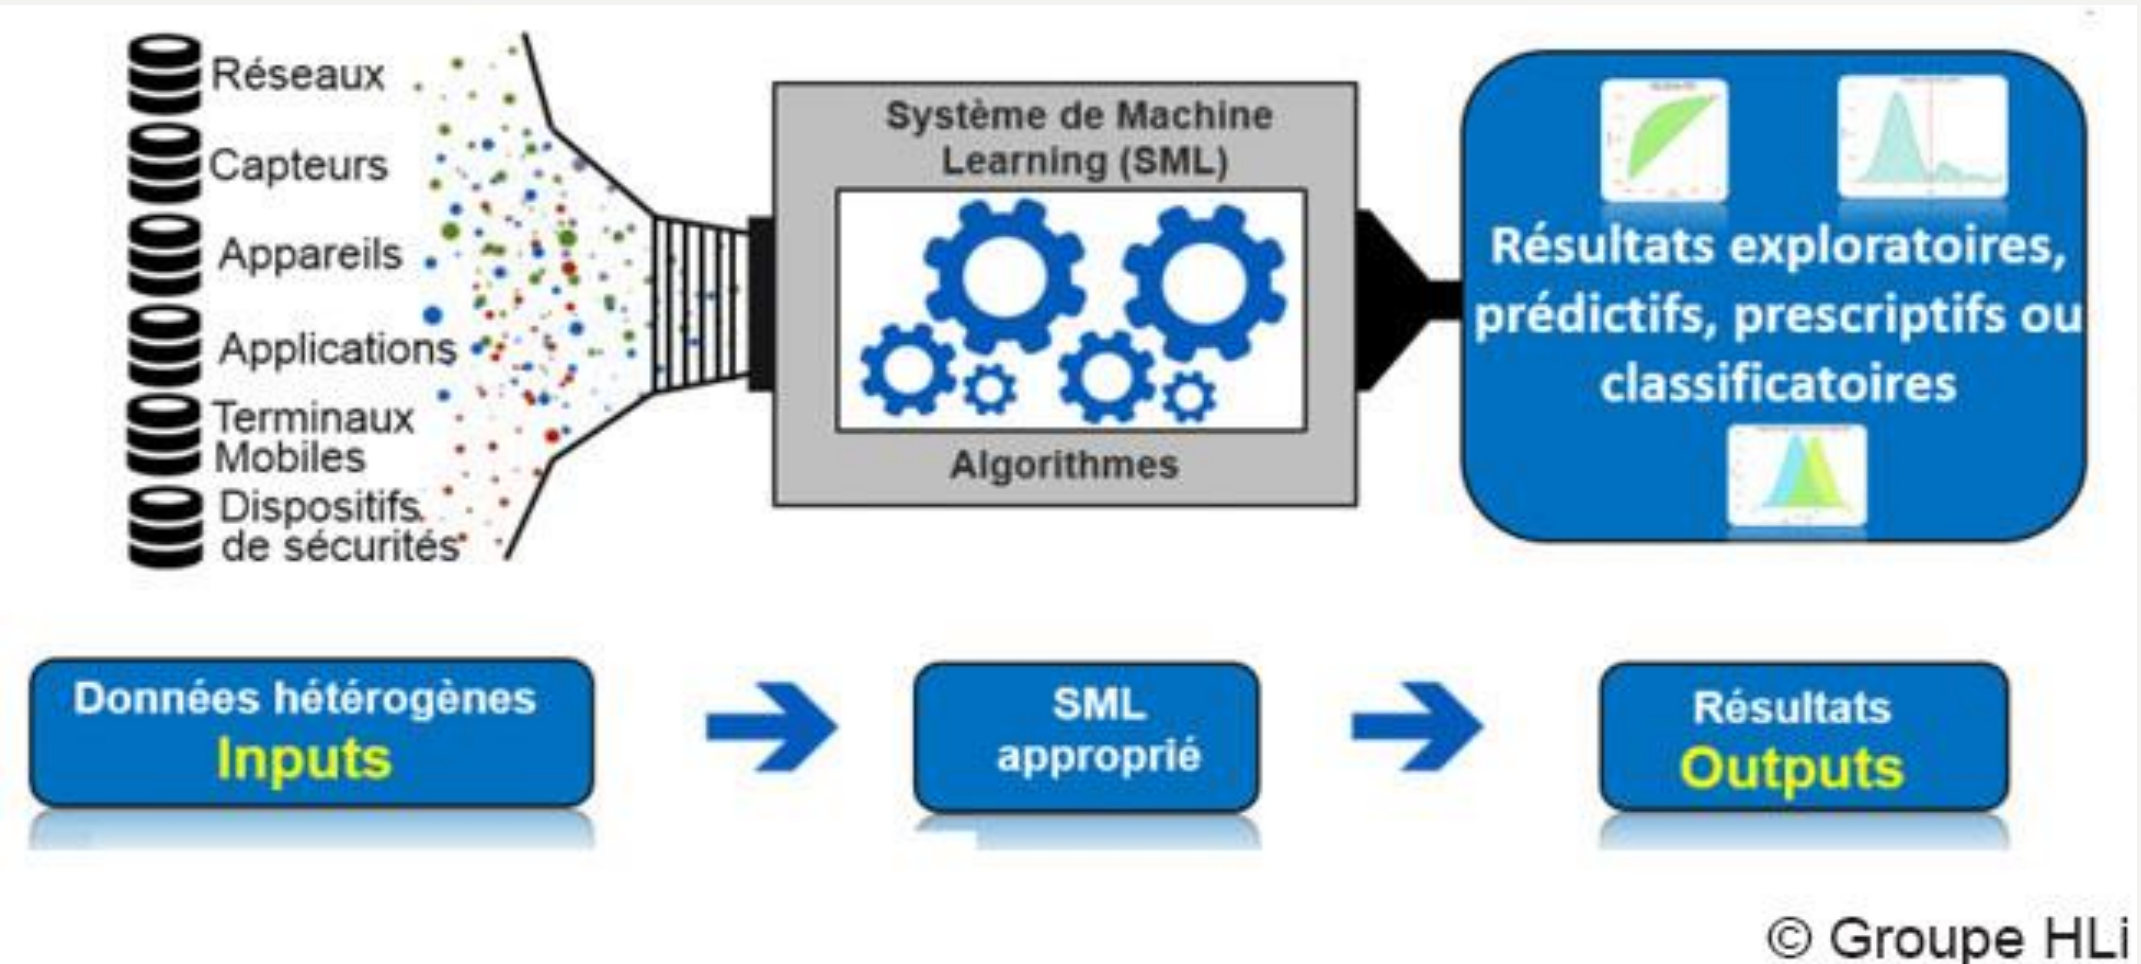 Réseaux
Capteurs
Appareils
Applications
Terminaux
Mobiles
Dispositifs
de sécurités
Système de Machine
Learning (SML)
Algorithmes
Résultats exploratoires,
prédictifs, prescriptifs ou
classificatoires
Données hétérogènes
Inputs
SML
approprié
Résultats
Outputs
© Groupe HLi